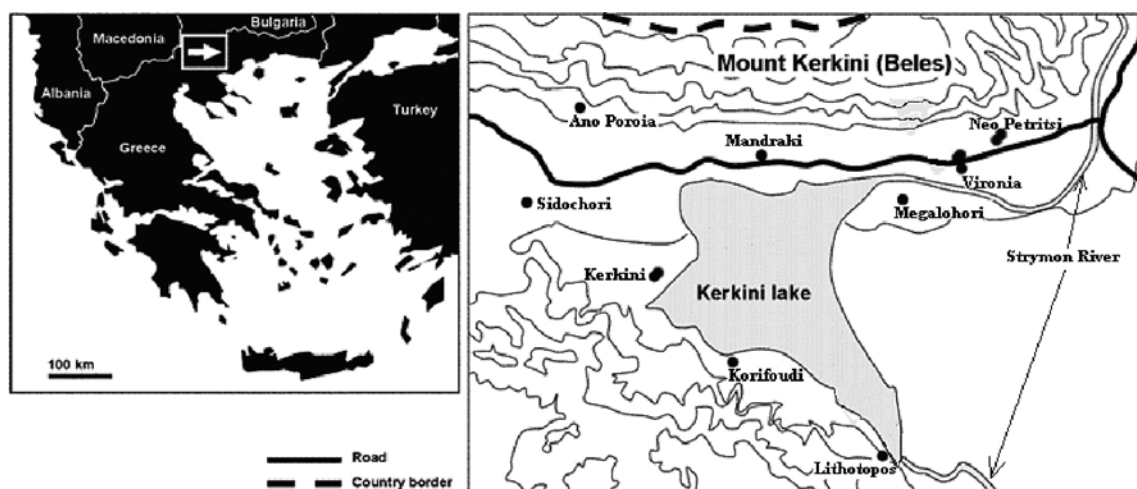 Bulgaria
Macedonia
Albania
Turkey
Greece
100 km
Road
Country border
Mount Kerkini (Beles)
Ano Poroia
Neo Petritsi
Mandraki
Vironia
Sidochori
Megalohori
Strymon River
Kerkini
Kerkini lake
Korifoudi
Lithotopos